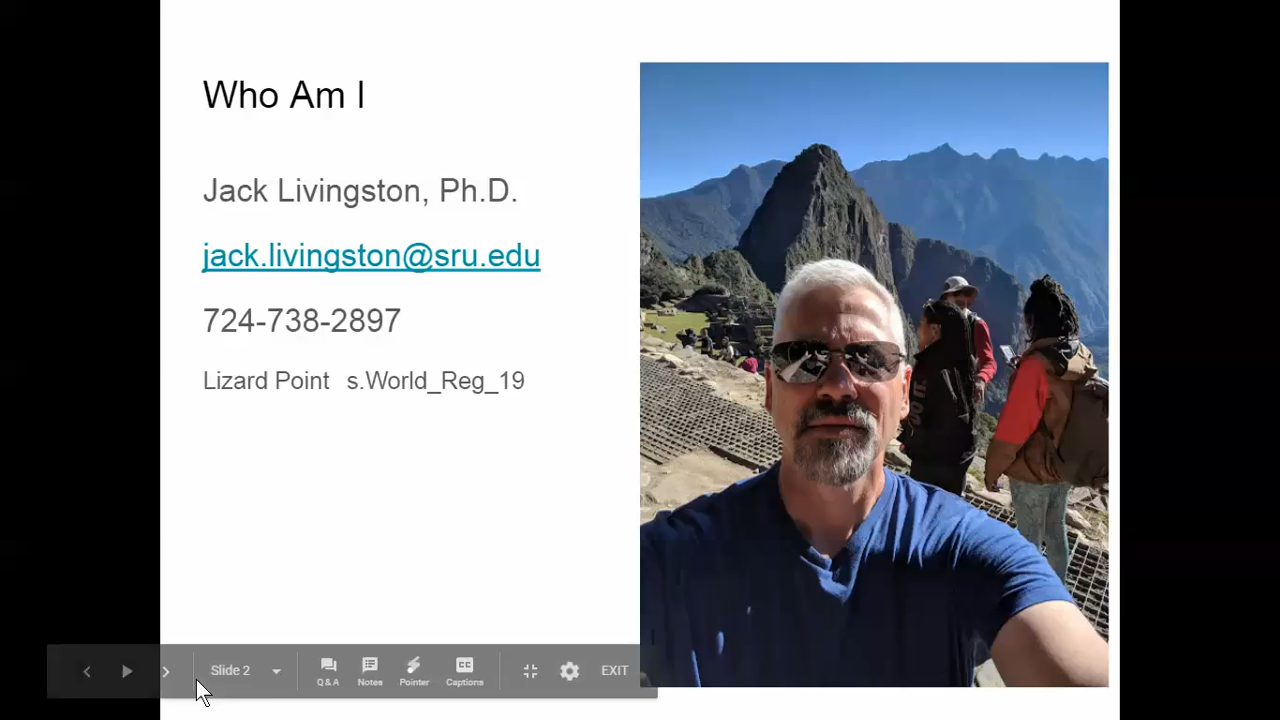 Who Am I
Jack Livingston, Ph.D.
jack.livingston@sru.edu
724-738-2897
Lizard Point s.World_Reg_19
Slide 2
Q & A
Notes
Pointer
CC
Captions
EXIT